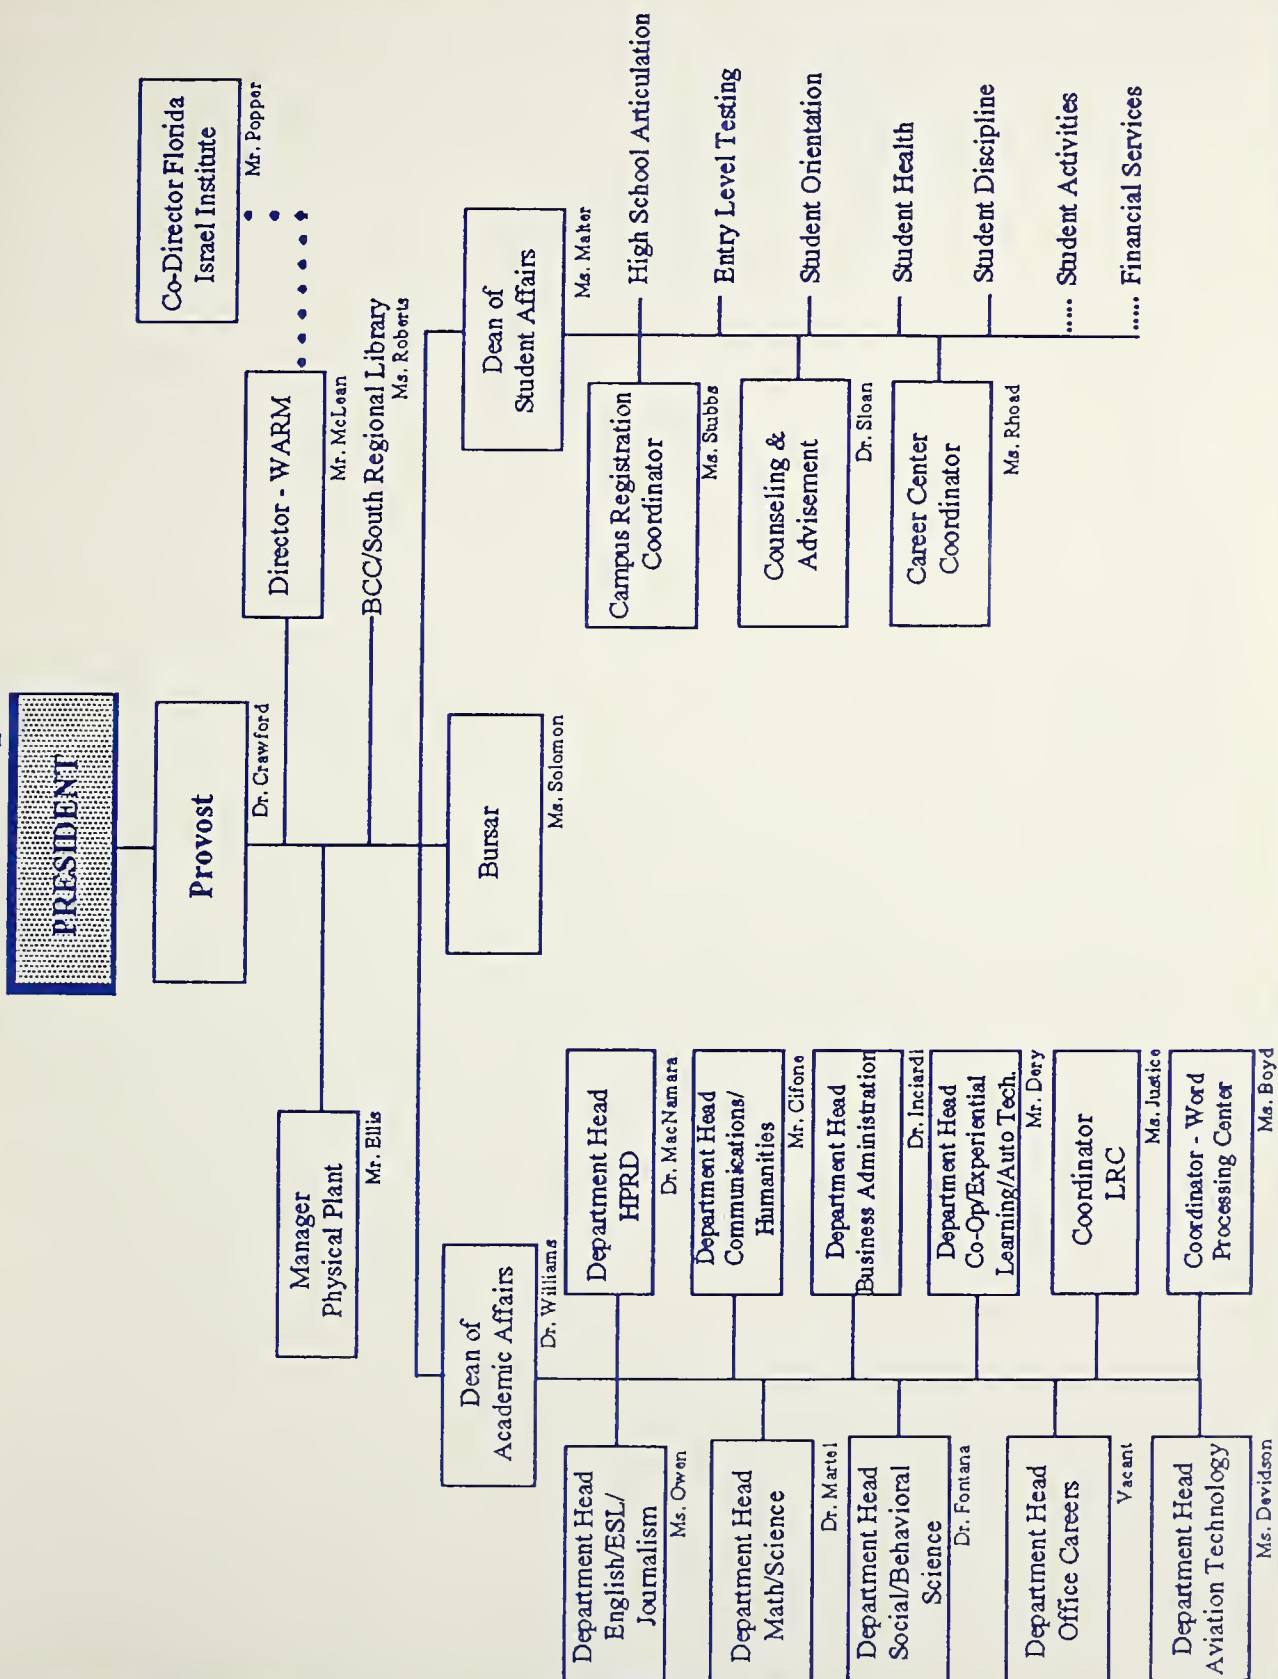 PRESIDENT
Provost
Dr. Crawford
Manager
Physical Plant
Mr. Ellis
Director - WARM
Mr. McLean
Co-Director Florida
Israel Institute
Mr. Popper
BCC/South Regional Library
Ms. Roberts
Dean of
Academic Affairs
Dr. Williams
Bursar
Ms. Solomon
Dean of
Student Affairs
Ms. Malter
Department Head
English/ESL/
Journalism
Ms. Owen
Department Head
Math/Science
Dr. Martel
Department Head
Social/Behavioral
Science
Dr. Fontana
Department Head
Office Careers
Vacant
Department Head
Aviation Technology
Ms. Davidson
Department Head
HPRD
Dr. MacNamara
Department Head
Communications/
Humanities
Mr. Cifone
Department Head
Business Administration
Dr. Inciardi
Department Head
Co-Op/Experiential
Learning/Auto Tech.
Mr. Dery
Coordinator
LRC
Ms. Justice
Coordinator - Word
Processing Center
Ms. Boyd
Campus Registration
Coordinator
Ms. Stubbs
Counseling &
Advisement
Dr. Sloan
Career Center
Coordinator
Ms. Rhoad
High School Articulation
Entry Level Testing
Student Orientation
Student Health
Student Discipline
..... Student Activities
..... Financial Services